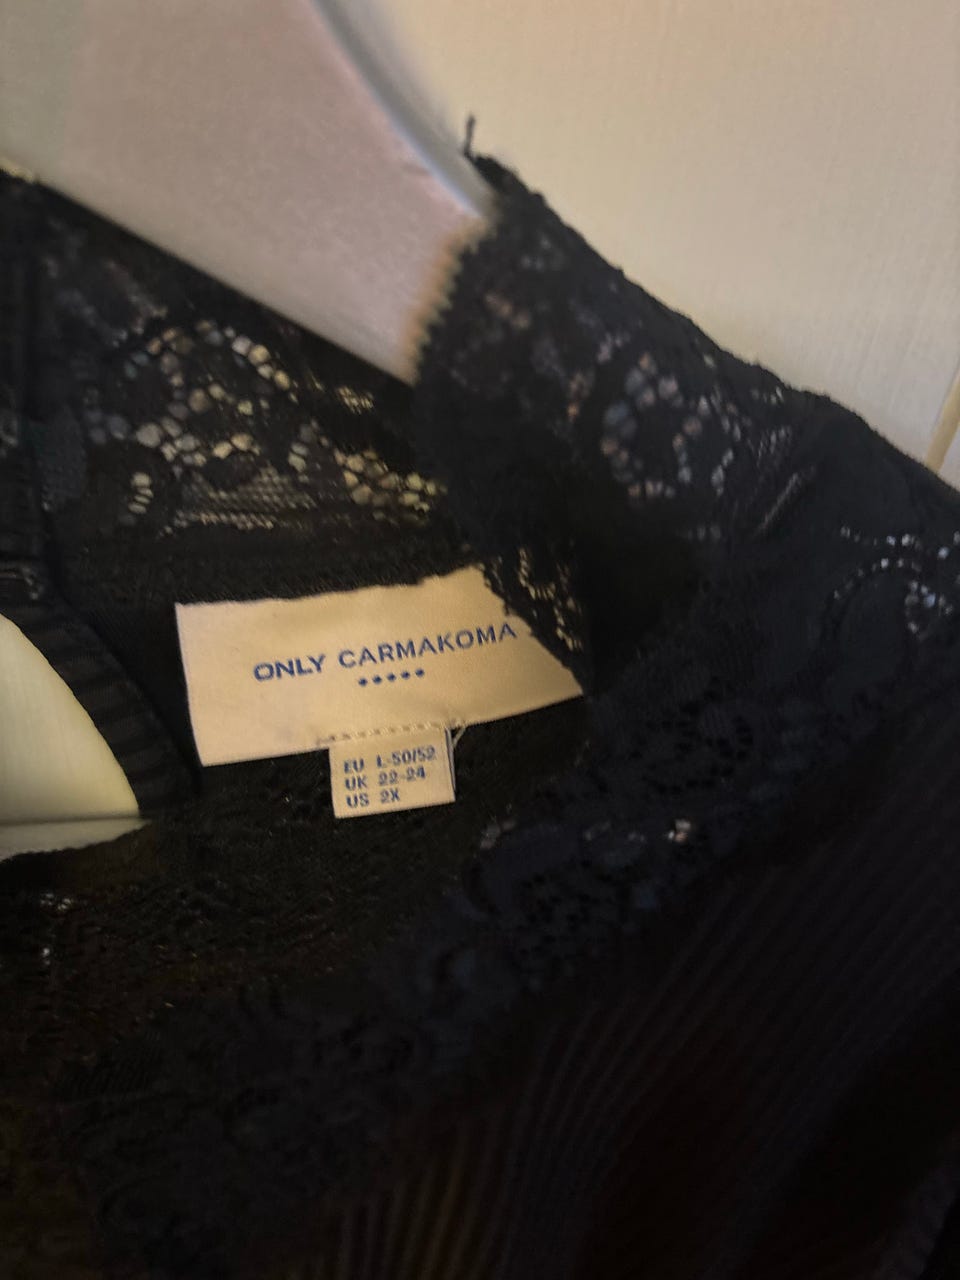 ONLY CARMAKOMA
•••••
EU L-50/52
UK 22-24
US 2X